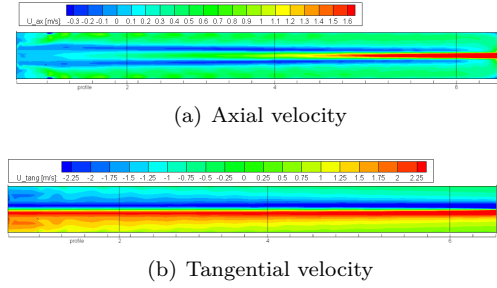 U_ax [m/s] -0.3 -0.2 -0.1 0 0.1 0.2 0.3 0.4 0.5 0.6 0.7 0.8 0.9 1 1.1 1.2 1.3 1.4 1.5 1.6
profile 2 4 6
(a) Axial velocity
U_tang [m/s] -2.25 -2 -1.75 -1.5 -1.25 -1 -0.75 -0.5 -0.25 0 0.25 0.5 0.75 1 1.25 1.5 1.75 2 2.25
profile 2 4 6
(b) Tangential velocity